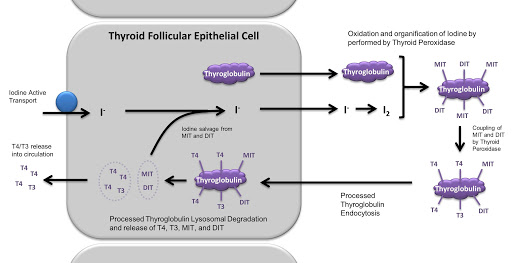 Thyroid Follicular Epithelial Cell
Oxidation and organification of Iodine by
performed by Thyroid Peroxidase
Thyroglobulin
Thyroglobulin
MIT DIT MIT
Thyroglobulin
DIT MIT DIT
Iodine Active
Transport
I-
I-
I-
I2
Iodine salvage from
MIT and DIT
Coupling of
MIT and DIT
by Thyroid
Peroxidase
T4/T3 release
into circulation
T4
T4
T4 T3
T4
T4
T4 T3
MIT
DIT
T4 T4 MIT
Thyroglobulin
T4 T3 DIT
T4 T4 MIT
Thyroglobulin
T4 T3 DIT
Processed
Thyroglobulin
Endocytosis
Processed Thyroglobulin Lysosomal Degradation
and release of T4, T3, MIT, and DIT